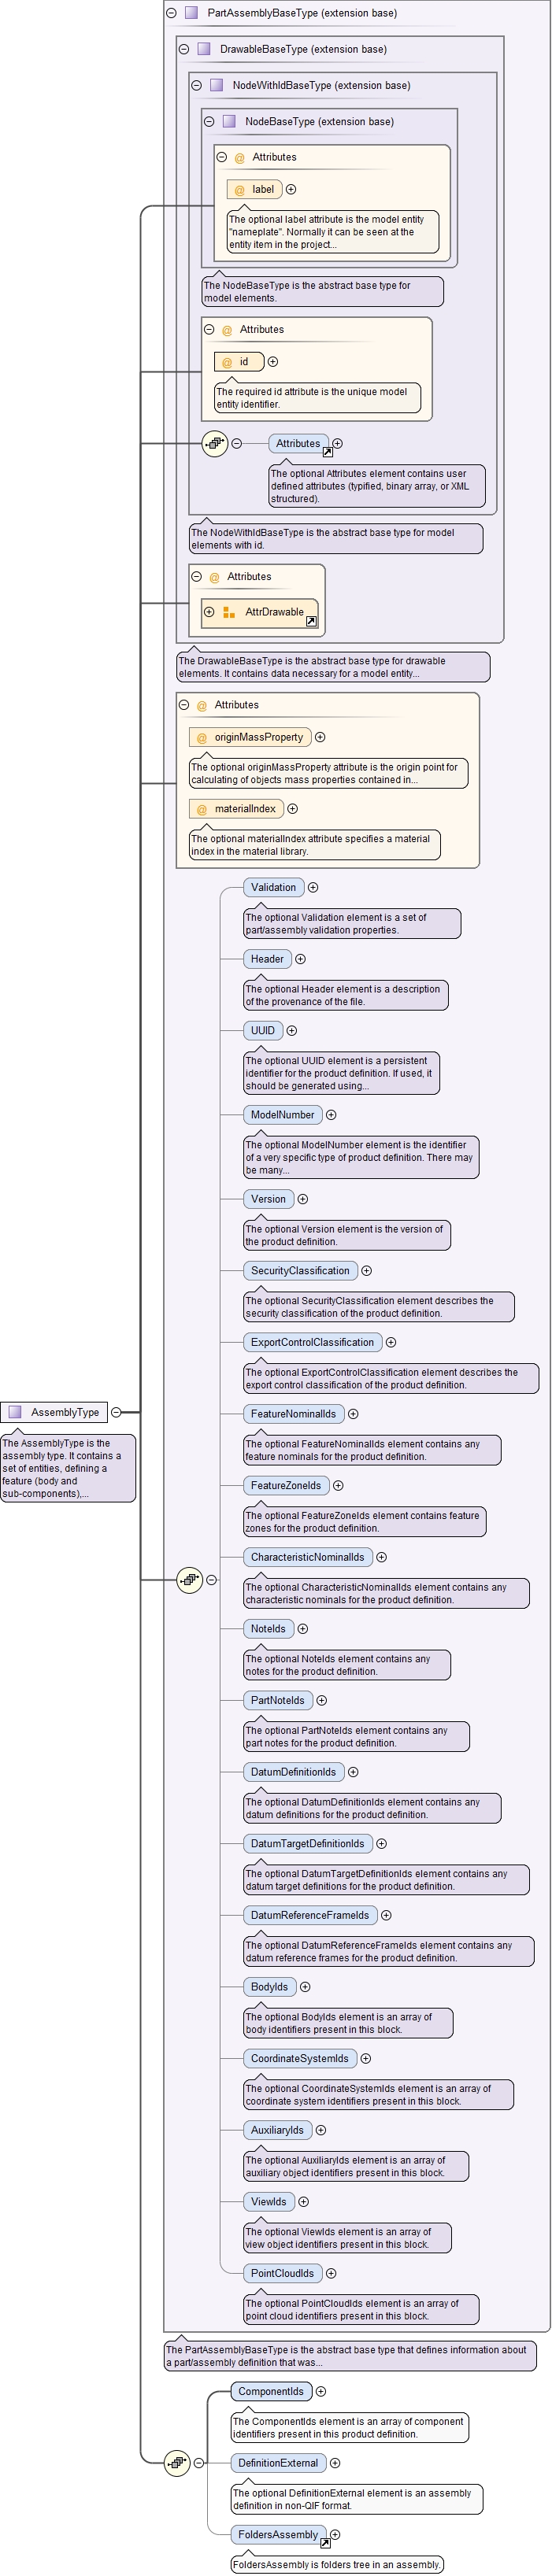 PartAssemblyBaseType (extension base)
DrawableBaseType (extension base)
NodeWithIdBaseType (extension base)
NodeBaseType (extension base)
@ Attributes
@ label
The optional label attribute is the model entity
"nameplate". Normally it can be seen at the
entity item in the project...
The NodeBaseType is the abstract base type for
model elements.
@ Attributes
@ id
The required id attribute is the unique model
entity identifier.
Attributes
The optional Attributes element contains user
defined attributes (typified, binary array, or XML
structured).
The NodeWithIdBaseType is the abstract base type for model
elements with id.
@ Attributes
AttrDrawable
The DrawableBaseType is the abstract base type for drawable
elements. It contains data necessary for a model entity...
@ Attributes
@ originMassProperty
The optional originMassProperty attribute is the origin point for
calculating of objects mass properties contained in...
@ materialIndex
The optional materialIndex attribute specifies a material
index in the material library.
Validation
The optional Validation element is a set of
part/assembly validation properties.
Header
The optional Header element is a description
of the provenance of the file.
UUID
The optional UUID element is a persistent
identifier for the product definition. If used, it
should be generated using...
ModelNumber
The optional ModelNumber element is the identifier
of a very specific type of product definition. There may
be many...
Version
The optional Version element is the version of
the product definition.
SecurityClassification
The optional SecurityClassification element describes the
security classification of the product definition.
ExportControlClassification
The optional ExportControlClassification element describes the
export control classification of the product definition.
AssemblyType
The AssemblyType is the
assembly type. It contains a
set of entities, defining a
feature (body and
sub-components),...
FeatureNominalIds
The optional FeatureNominalIds element contains any
feature nominals for the product definition.
FeatureZoneIds
The optional FeatureZoneIds element contains feature
zones for the product definition.
CharacteristicNominalIds
The optional CharacteristicNominalIds element contains any
characteristic nominals for the product definition.
NoteIds
The optional NoteIds element contains any
notes for the product definition.
PartNoteIds
The optional PartNoteIds element contains any
part notes for the product definition.
DatumDefinitionIds
The optional DatumDefinitionIds element contains any
datum definitions for the product definition.
DatumTargetDefinitionIds
The optional DatumTargetDefinitionIds element contains any
datum target definitions for the product definition.
DatumReferenceFrameIds
The optional DatumReferenceFrameIds element contains any
datum reference frames for the product definition.
BodyIds
The optional BodyIds element is an array of
body identifiers present in this block.
CoordinateSystemIds
The optional CoordinateSystemIds element is an array of
coordinate system identifiers present in this block.
AuxiliaryIds
The optional AuxiliaryIds element is an array of
auxiliary object identifiers present in this block.
ViewIds
The optional ViewIds element is an array of
view object identifiers present in this block.
PointCloudIds
The optional PointCloudIds element is an array of
point cloud identifiers present in this block.
The PartAssemblyBaseType is the abstract base type that defines information about
a part/assembly definition that was...
ComponentIds
The ComponentIds element is an array of component
identifiers present in this product definition.
DefinitionExternal
The optional DefinitionExternal element is an assembly
definition in non-QIF format.
FoldersAssembly
FoldersAssembly is folders tree in an assembly.